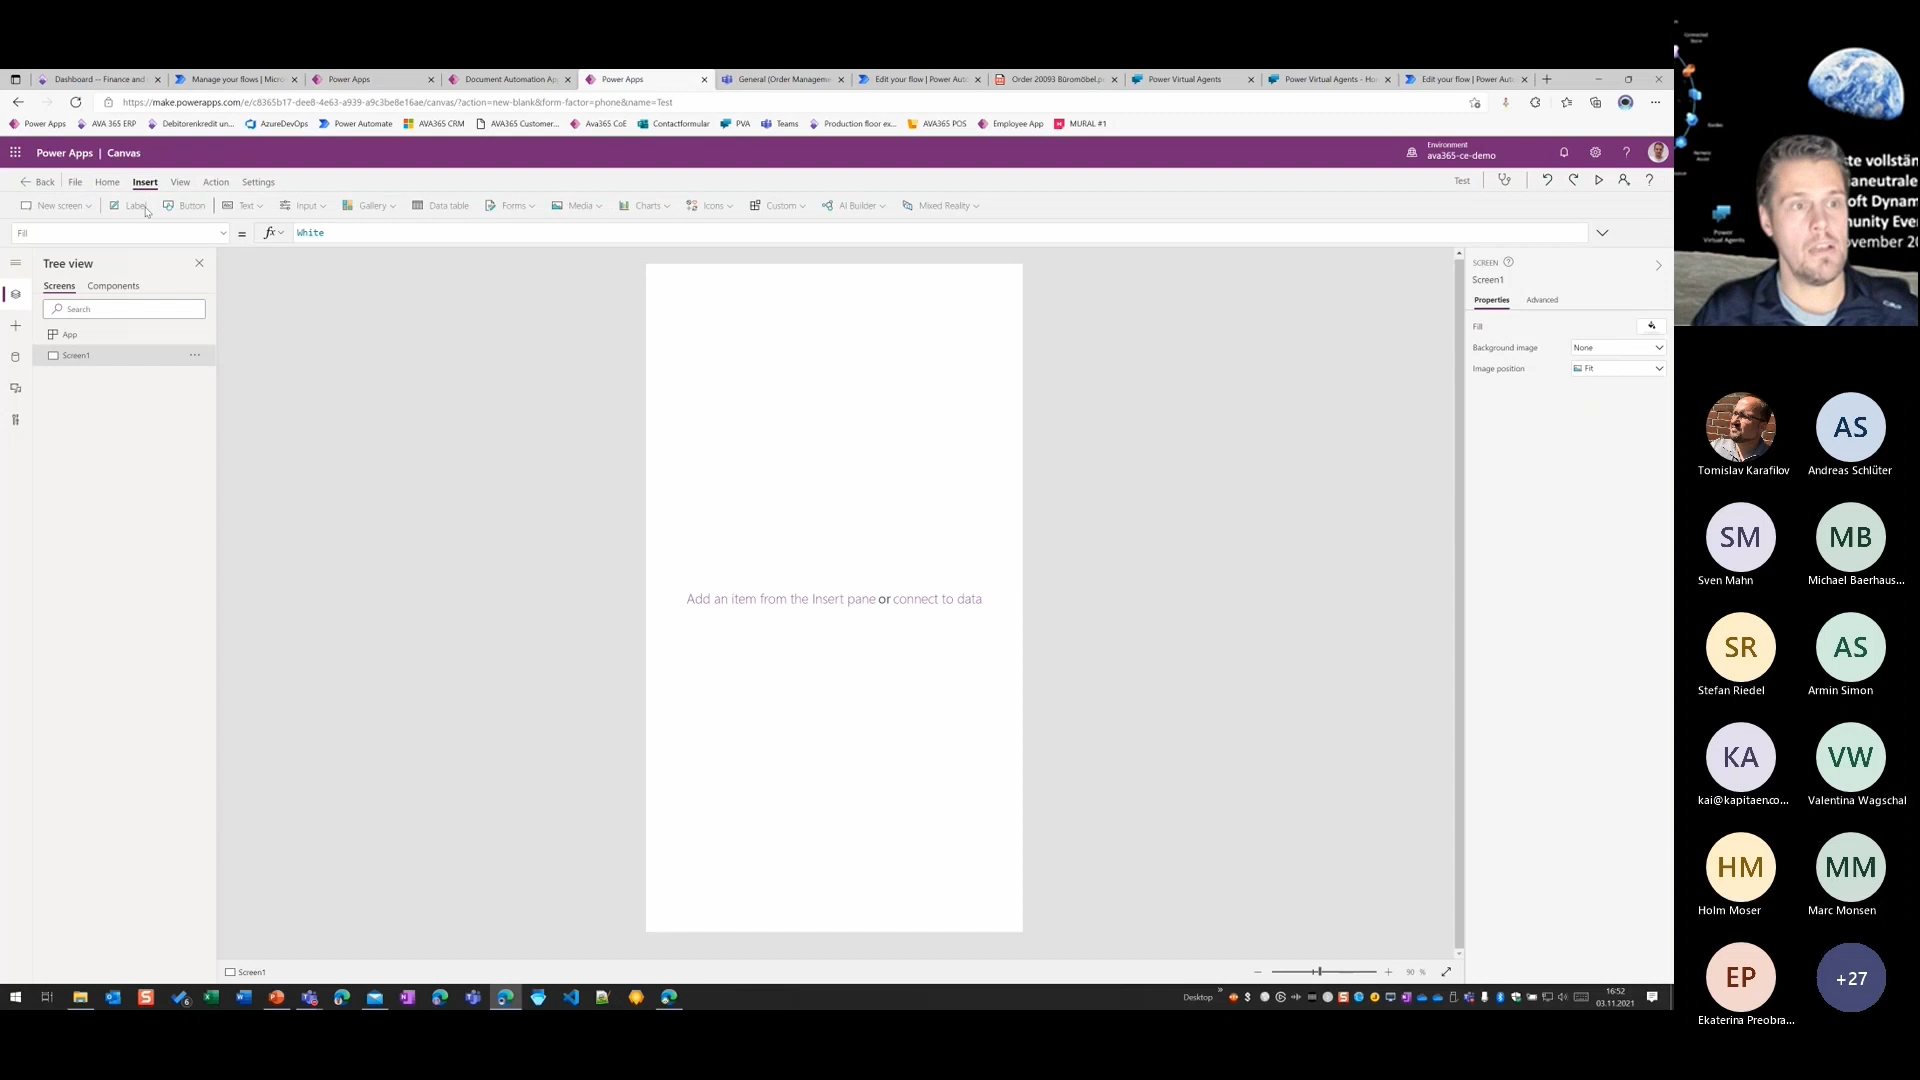 Dashboard -- Finance and
Manage your flows | Micr
Power Apps
Document Automation Ap
Power Apps
General (Order Manageme
Edit your flow | Power Aut
Order 20093 Büromöbel.p
Power Virtual Agents
Power Virtual Agents - Ho
Edit your flow | Power Aut
https://make.powerapps.com/e/c8365b17-dee8-4e63-a939-a9c3be8e16ae/canvas/?action=new-blank&form-factor=phone&name=Test
Power Apps
AVA 365 ERP
Debitorenkredit un...
AzureDevOps
Power Automate
AVA365 CRM
AVA365 Customer...
Ava365 CoE
Contactformular
PVA
Teams
Production floor ex...
AVA365 POS
Employee App
MURAL #1
Power Apps | Canvas
Environment
ava365-ce-demo
Back
File
Home
Insert
View
Action
Settings
Test
New screen
Label
Button
Text
Input
Gallery
Data table
Forms
Media
Charts
Icons
Custom
AI Builder
Mixed Reality
Fill
=
fx
White
Tree view
Screens
Components
Search
App
Screen1
Add an item from the Insert pane or connect to data
SCREEN
Screen1
Properties
Advanced
Fill
Background image
None
Image position
Fit
Screen1
90 %
Desktop
16:52
03.11.2021
ste vollstän
aneutrale
oft Dynam
unity Eve
ovember 20
Power
Virtual Agents
Tomislav Karafilov
AS
Andreas Schlüter
SM
Sven Mahn
MB
Michael Baerhaus...
SR
Stefan Riedel
AS
Armin Simon
KA
kai@kapitaen.co...
VW
Valentina Wagschal
HM
Holm Moser
MM
Marc Monsen
EP
Ekaterina Preobra...
+27